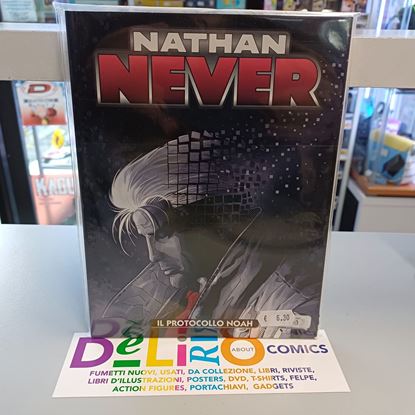 NATHAN
NEVER
IL PROTOCOLLO NOAH
€ 6,30
DeLiRIUM
ABOUT
COMICS
FUMETTI NUOVI, USATI, DA COLLEZIONE, LIBRI, RIVISTE,
LIBRI D'ILLUSTRAZIONI, POSTERS, DVD, T-SHIRTS, FELPE,
ACTION FIGURES, PORTACHIAVI, GADGETS